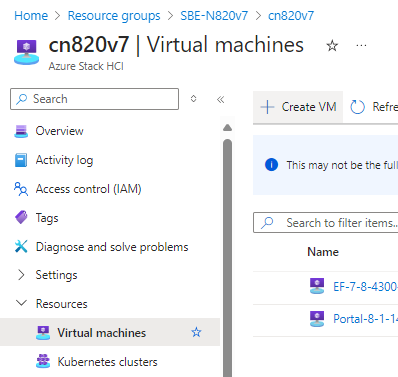 Home > Resource groups > SBE-N820v7 > cn820v7
cn820v7 | Virtual machines
Azure Stack HCI
Search
Overview
Activity log
Access control (IAM)
Tags
Diagnose and solve problems
Settings
Resources
Virtual machines
Kubernetes clusters
+ Create VM
Refre
This may not be the full
Search to filter items...
Name
EF-7-8-4300
Portal-8-1-14